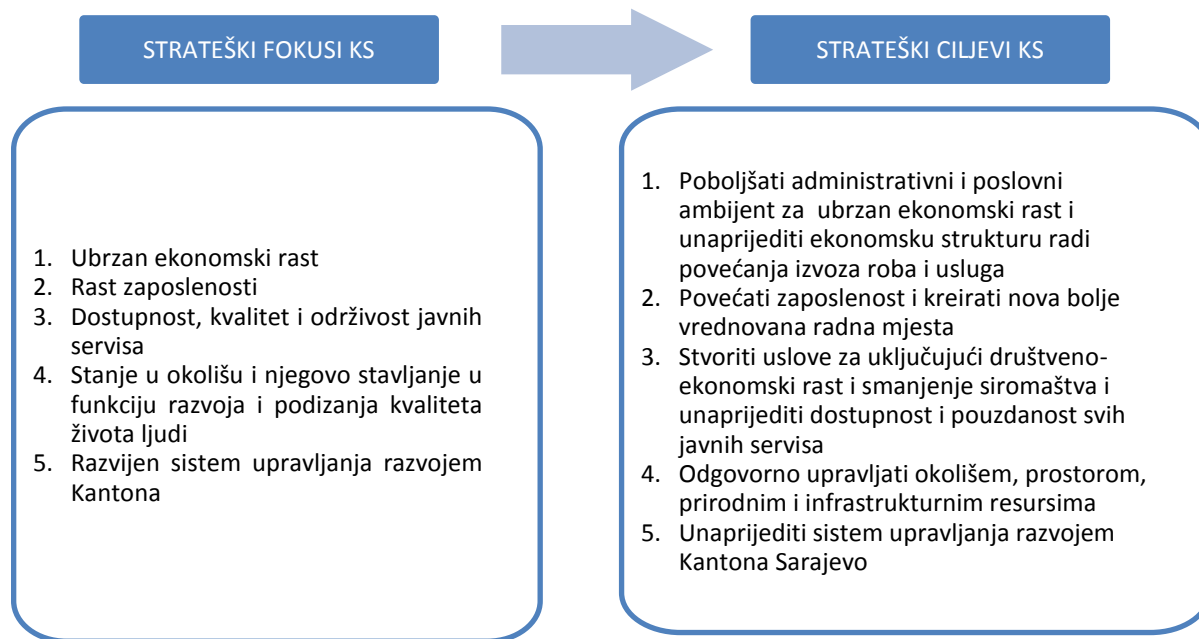 STRATEŠKI FOKUSI KS
STRATEŠKI CILJEVI KS
1. Ubrzan ekonomski rast
2. Rast zaposlenosti
3. Dostupnost, kvalitet i održivost javnih
servisa
4. Stanje u okolišu i njegovo stavljanje u
funkciju razvoja i podizanja kvaliteta
života ljudi
5. Razvijen sistem upravljanja razvojem
Kantona
1. Poboljšati administrativni i poslovni
ambijent za ubrzan ekonomski rast i
unaprijediti ekonomsku strukturu radi
povećanja izvoza roba i usluga
2. Povećati zaposlenost i kreirati nova bolje
vrednovana radna mjesta
3. Stvoriti uslove za uključujući društveno-
ekonomski rast i smanjenje siromaštva i
unaprijediti dostupnost i pouzdanost svih
javnih servisa
4. Odgovorno upravljati okolišem, prostorom,
prirodnim i infrastrukturnim resursima
5. Unaprijediti sistem upravljanja razvojem
Kantona Sarajevo